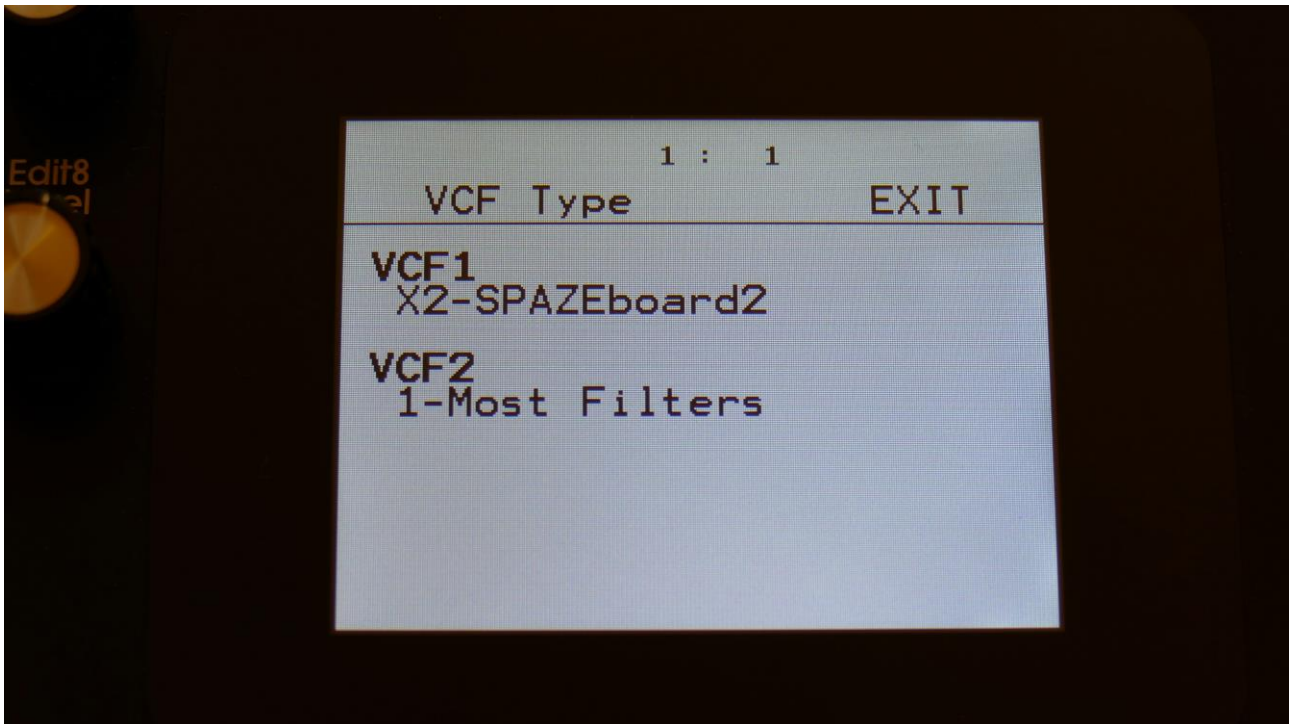 Edit8
1 : 1
VCF Type EXIT
VCF1
X2-SPAZEboard2
VCF2
1-Most Filters